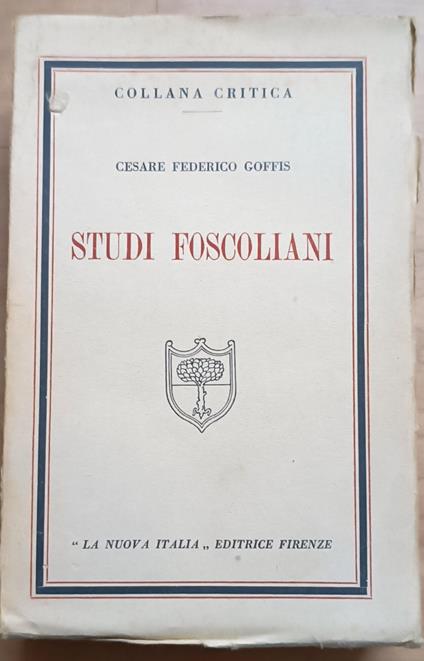 COLLANA CRITICA
CESARE FEDERICO GOFFIS
STUDI FOSCOLIANI
“ LA NUOVA ITALIA „ EDITRICE FIRENZE